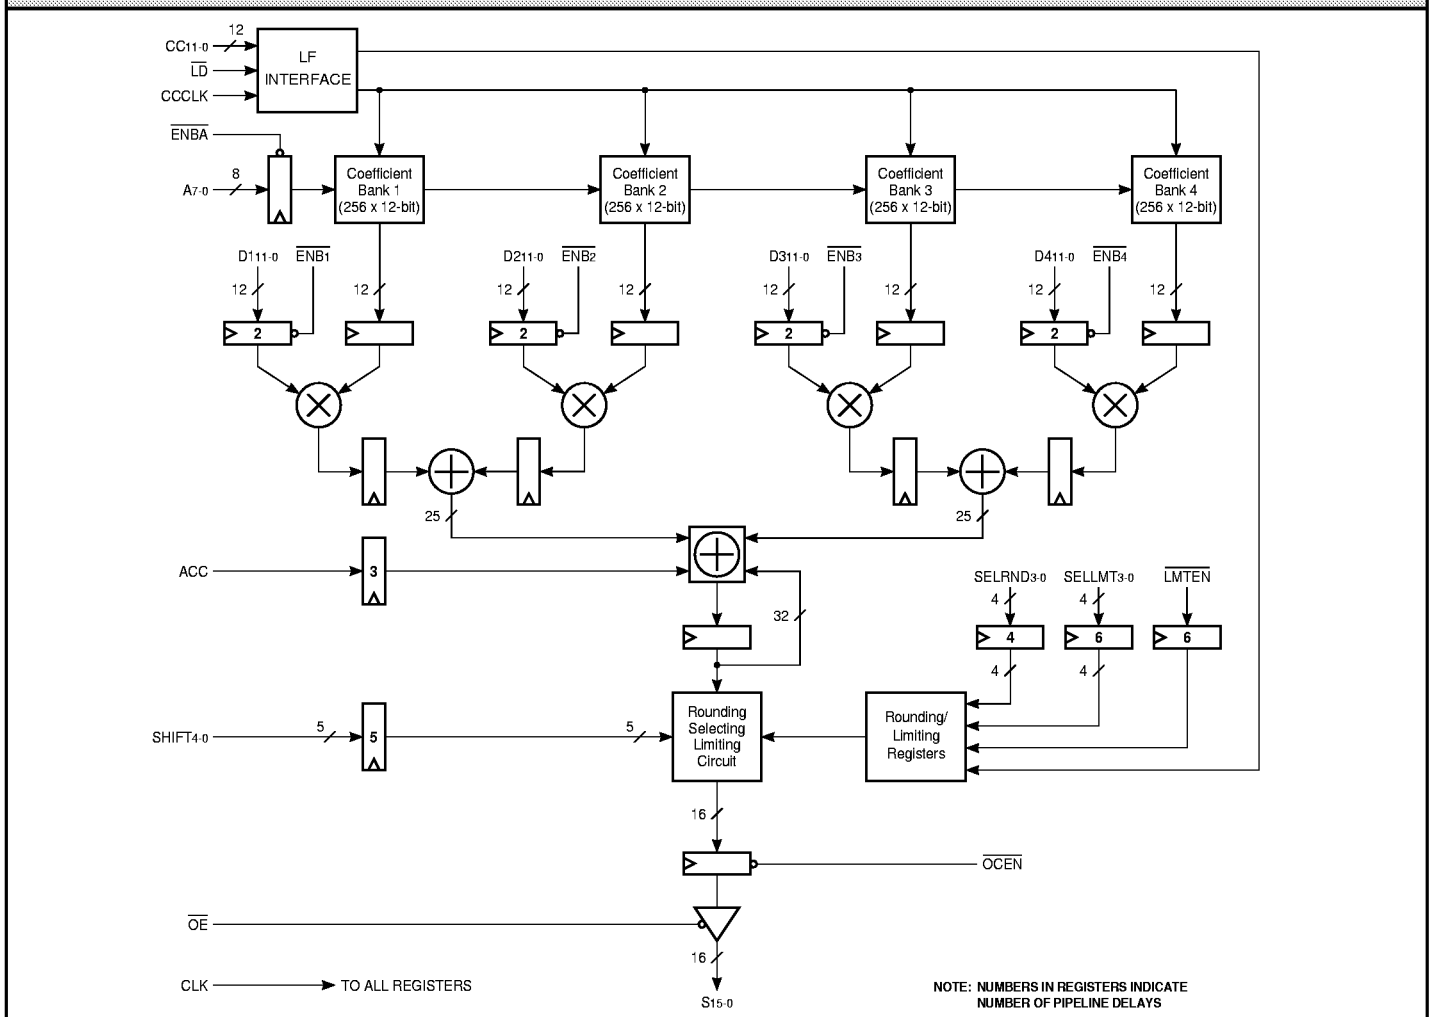 12
CC11-0
LF
INTERFACE
LD
CCCLK
ENBA
8
A7-0
Coefficient
Bank 1
(256 x 12-bit)
Coefficient
Bank 2
(256 x 12-bit)
Coefficient
Bank 3
(256 x 12-bit)
Coefficient
Bank 4
(256 x 12-bit)
D111-0 ENB1 D211-0 ENB2 D311-0 ENB3 D411-0 ENB4
12 12 12 12 12 12 12 12
2 2 2 2
25 25
ACC
3
32
SELRND3-0 SELLMT3-0 LMTEN
4 4
4 6 6
4 4
SHIFT4-0
5
5
5
Rounding
Selecting
Limiting
Circuit
Rounding/
Limiting
Registers
16
OCEN
OE
16
CLK
TO ALL REGISTERS
S15-0
NOTE: NUMBERS IN REGISTERS INDICATE
NUMBER OF PIPELINE DELAYS